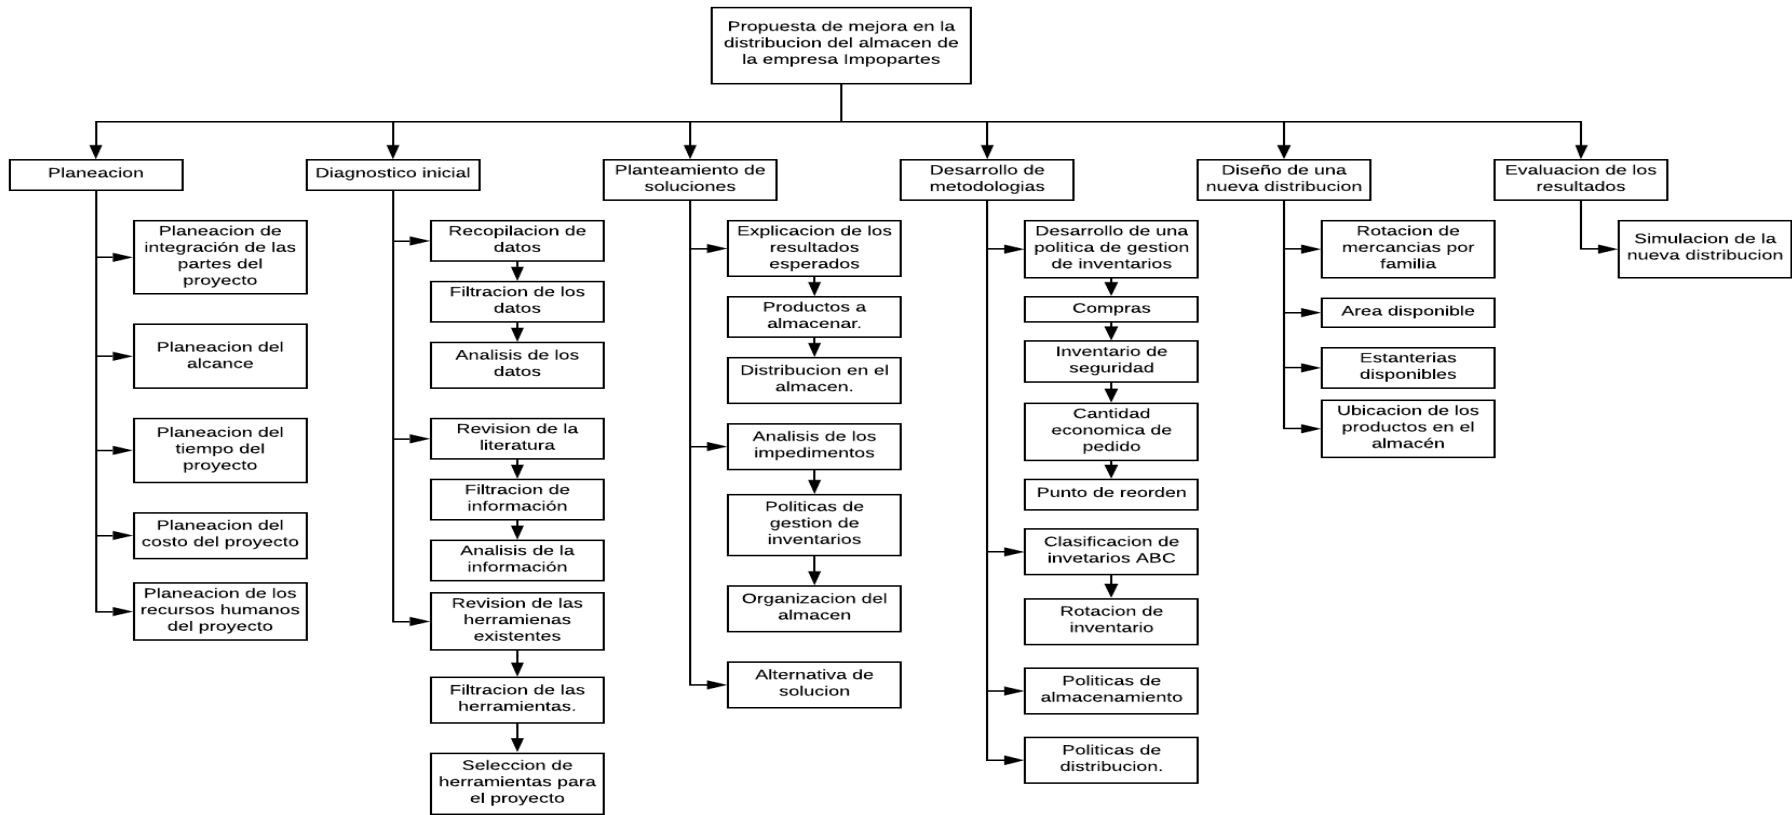 Propuesta de mejora en la
distribucion del almacen de
la empresa Impopartes
Planeacion
Planeacion de
integración de las
partes del
proyecto
Planeacion del
alcance
Planeacion del
tiempo del
proyecto
Planeacion del
costo del proyecto
Planeacion de los
recursos humanos
del proyecto
Diagnostico inicial
Recopilacion de
datos
Filtracion de los
datos
Analisis de los
datos
Revision de la
literatura
Filtracion de
información
Analisis de la
información
Revision de las
herramienas
existentes
Filtracion de las
herramientas.
Seleccion de
herramientas para
el proyecto
Planteamiento de
soluciones
Explicacion de los
resultados
esperados
Productos a
almacenar.
Distribucion en el
almacen.
Analisis de los
impedimentos
Politicas de
gestion de
inventarios
Organizacion del
almacen
Alternativa de
solucion
Desarrollo de
metodologias
Desarrollo de una
politica de gestion
de inventarios
Compras
Inventario de
seguridad
Cantidad
economica de
pedido
Punto de reorden
Clasificacion de
invetarios ABC
Rotacion de
inventario
Politicas de
almacenamiento
Politicas de
distribucion.
Diseño de una
nueva distribucion
Rotacion de
mercancias por
familia
Area disponible
Estanterias
disponibles
Ubicacion de los
productos en el
almacén
Evaluacion de los
resultados
Simulacion de la
nueva distribucion